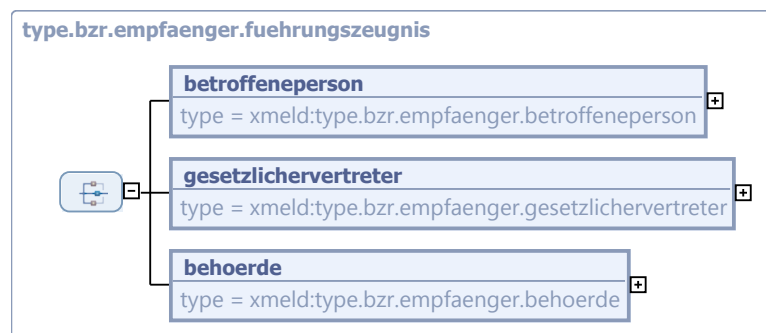 type.bzr.empfaenger.fuehrungszeugnis
betroffeneperson
type = xmeld:type.bzr.empfaenger.betroffeneperson
gesetzlichervertreter
type = xmeld:type.bzr.empfaenger.gesetzlichervertreter
behoerde
type = xmeld:type.bzr.empfaenger.behoerde